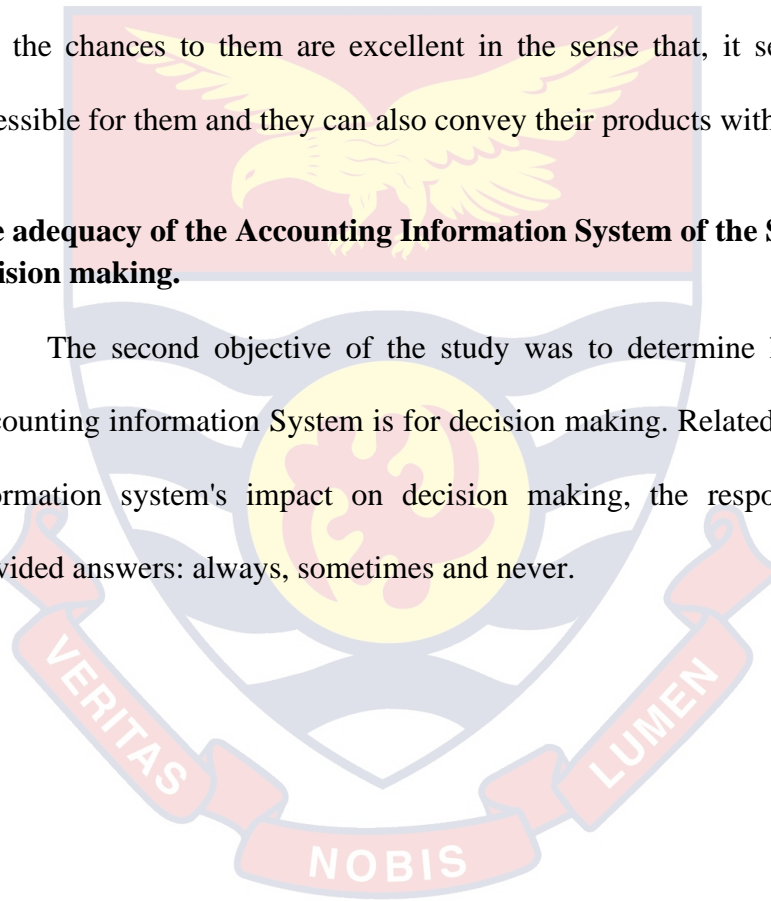 the chances to them are excellent in the sense that, it
essible for them and they can also convey their products with
e adequacy of the Accounting Information System of the S
ision making.
The second objective of the study was to determine
counting information System is for decision making. Related
ormation system's impact on decision making, the respo
vided answers: always, sometimes and never.
VERITAS
NOBIS
LUMEN